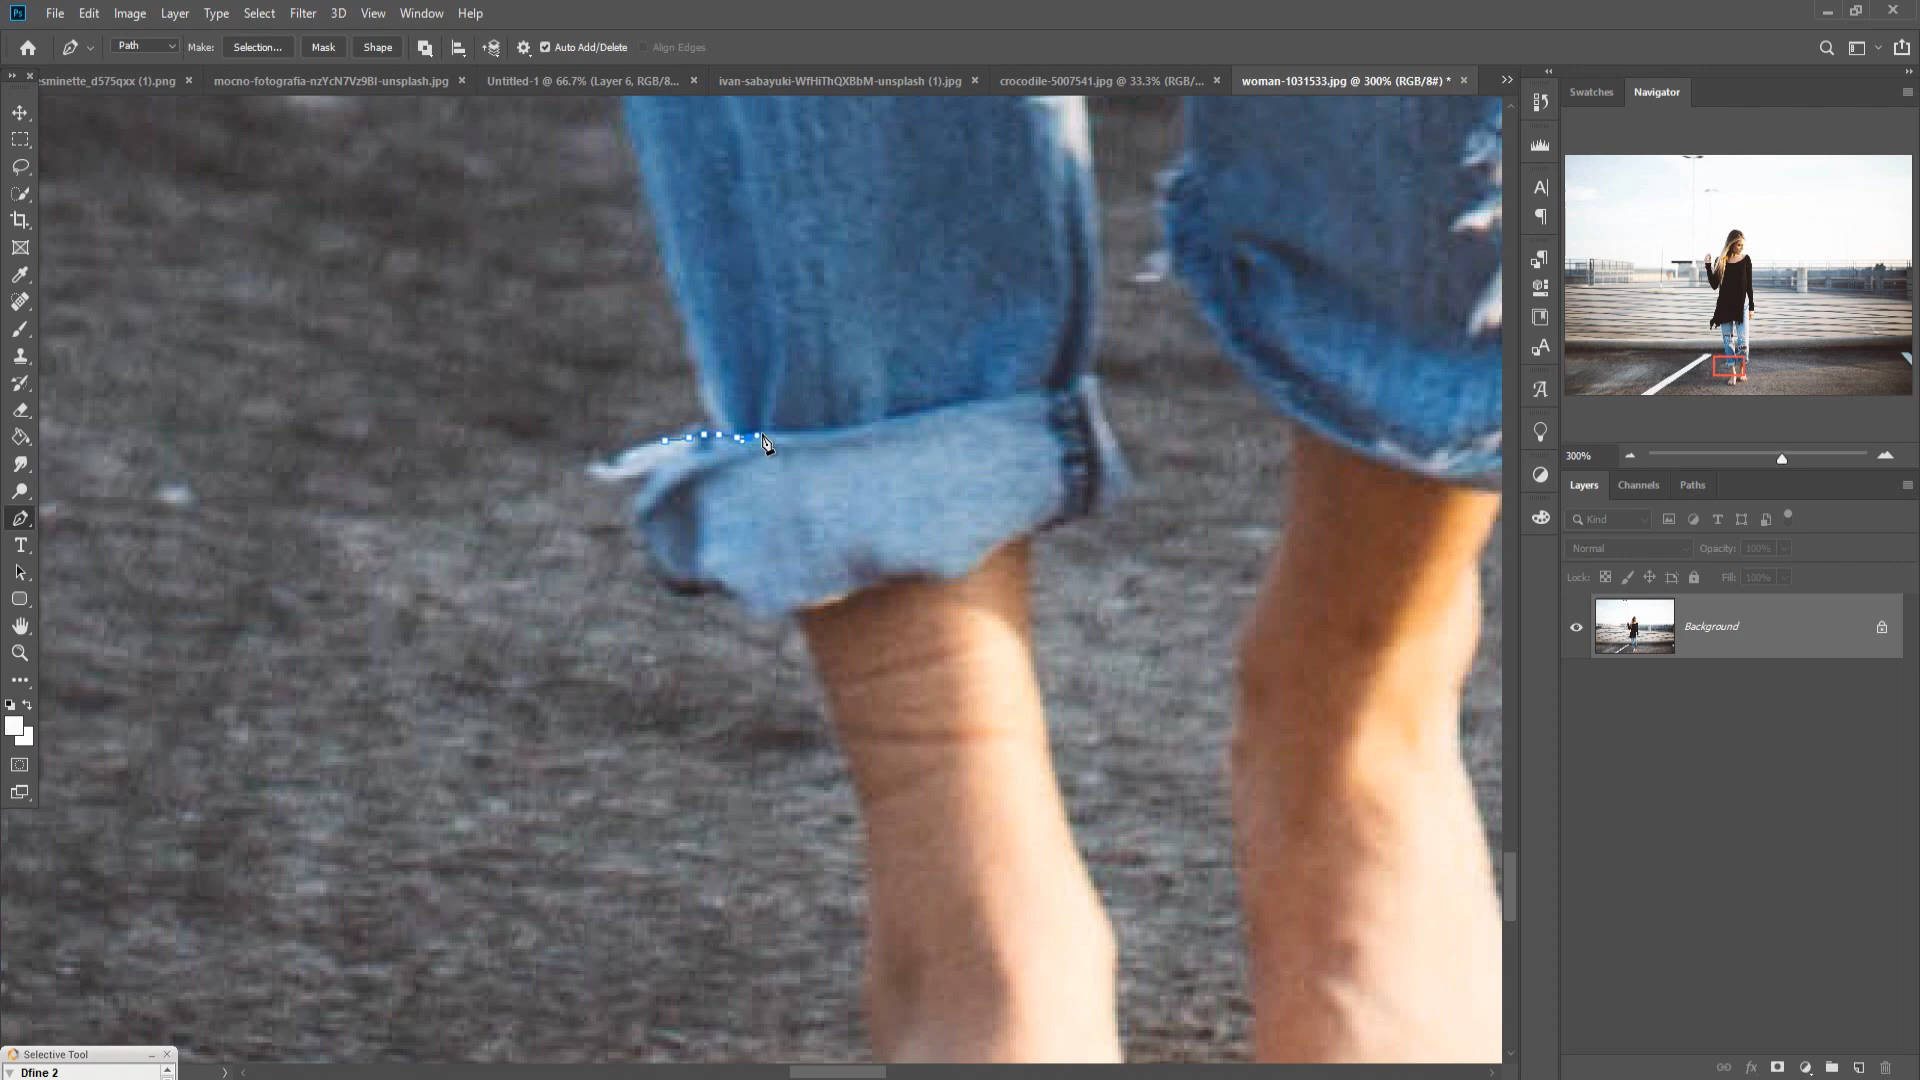 Ps File Edit Image Layer Type Select Filter 3D View Window Help
Path Make: Selection... Mask Shape Auto Add/Delete Align Edges
sminette_d575qxx (1).png mocno-fotografia-nzYcN7Vz9BI-unsplash.jpg Untitled-1 @ 66.7% (Layer 6, RGB/8... ivan-sabayuki-WfHiThQXBbM-unsplash (1).jpg crocodile-5007541.jpg @ 33.3% (RGB/... woman-1031533.jpg @ 300% (RGB/8#) *
Swatches Navigator
300%
Layers Channels Paths
Kind
Normal Opacity: 100%
Lock: Fill: 100%
Background
Selective Tool
Dfine 2